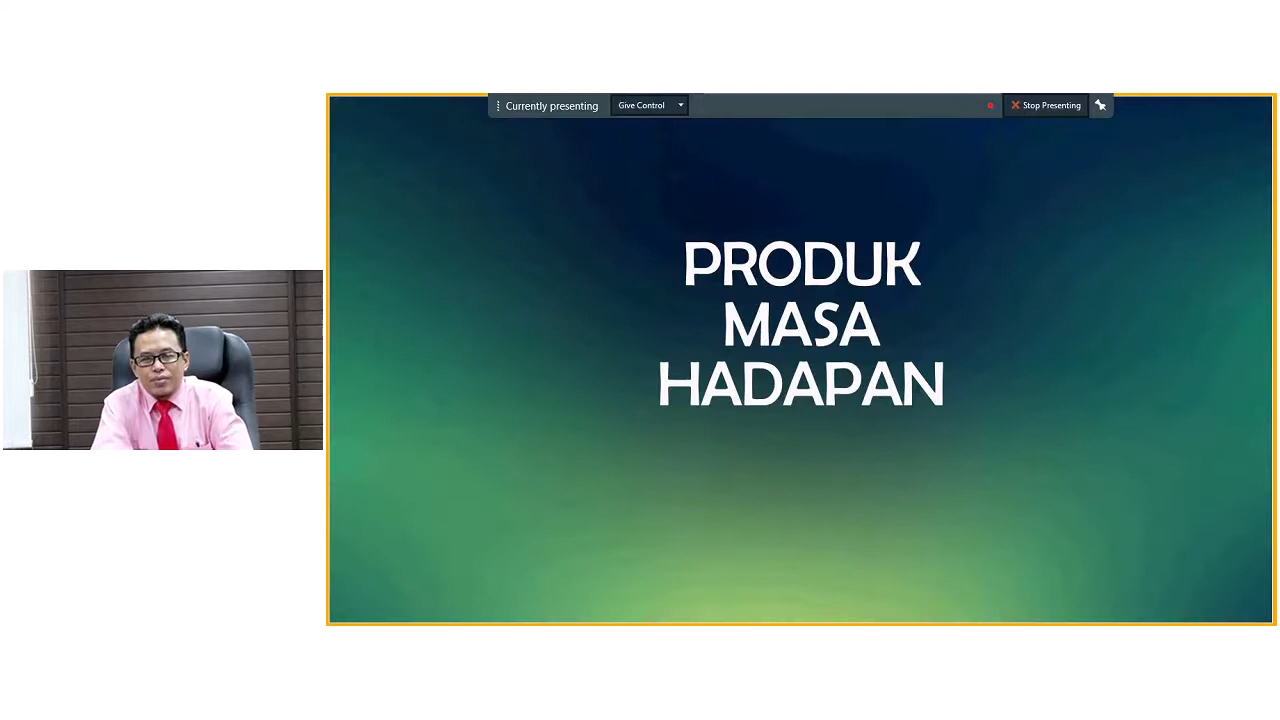 Currently presenting
Give Control
Stop Presenting
PRODUK
MASA
HADAPAN